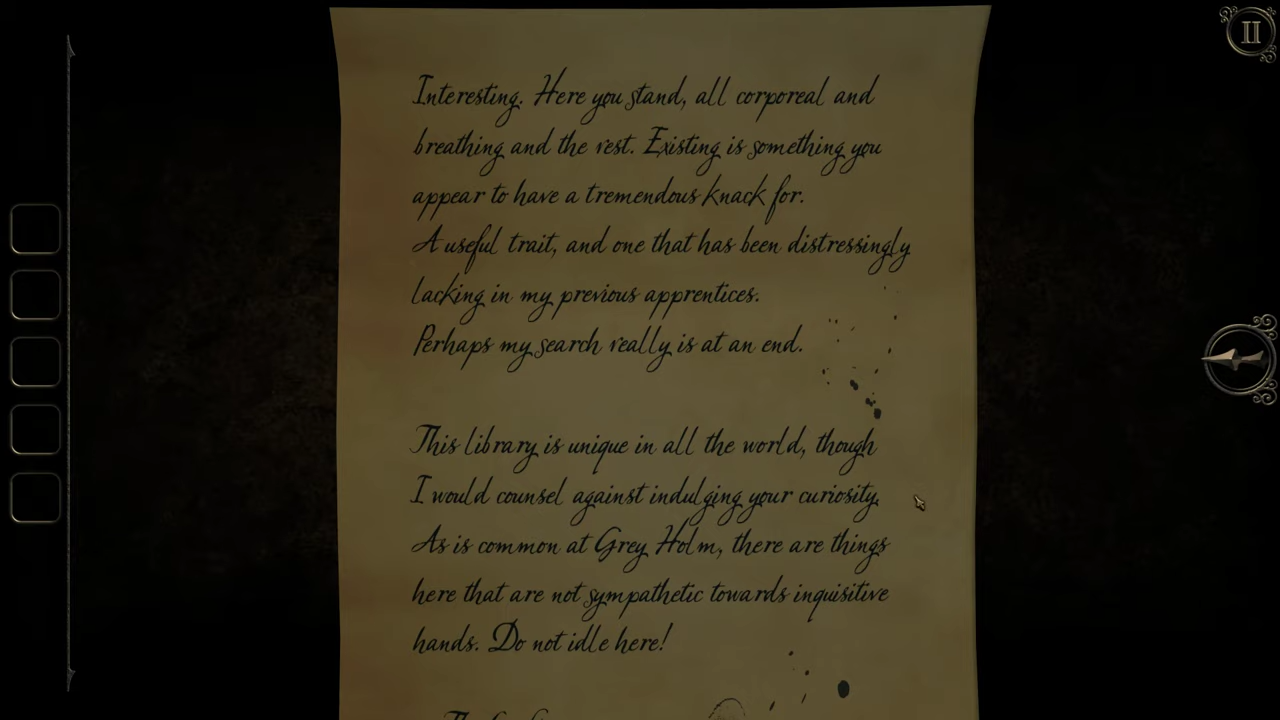 II
Interesting. Here you stand, all corporeal and
breathing and the rest. Existing is something you
appear to have a tremendous knack for.
A useful trait, and one that has been distressingly
lacking in my previous apprentices.
Perhaps my search really is at an end.
This library is unique in all the world, though
I would counsel against indulging your curiosity.
As is common at Grey Holm, there are things
here that are not sympathetic towards inquisitive
hands. Do not idle here!